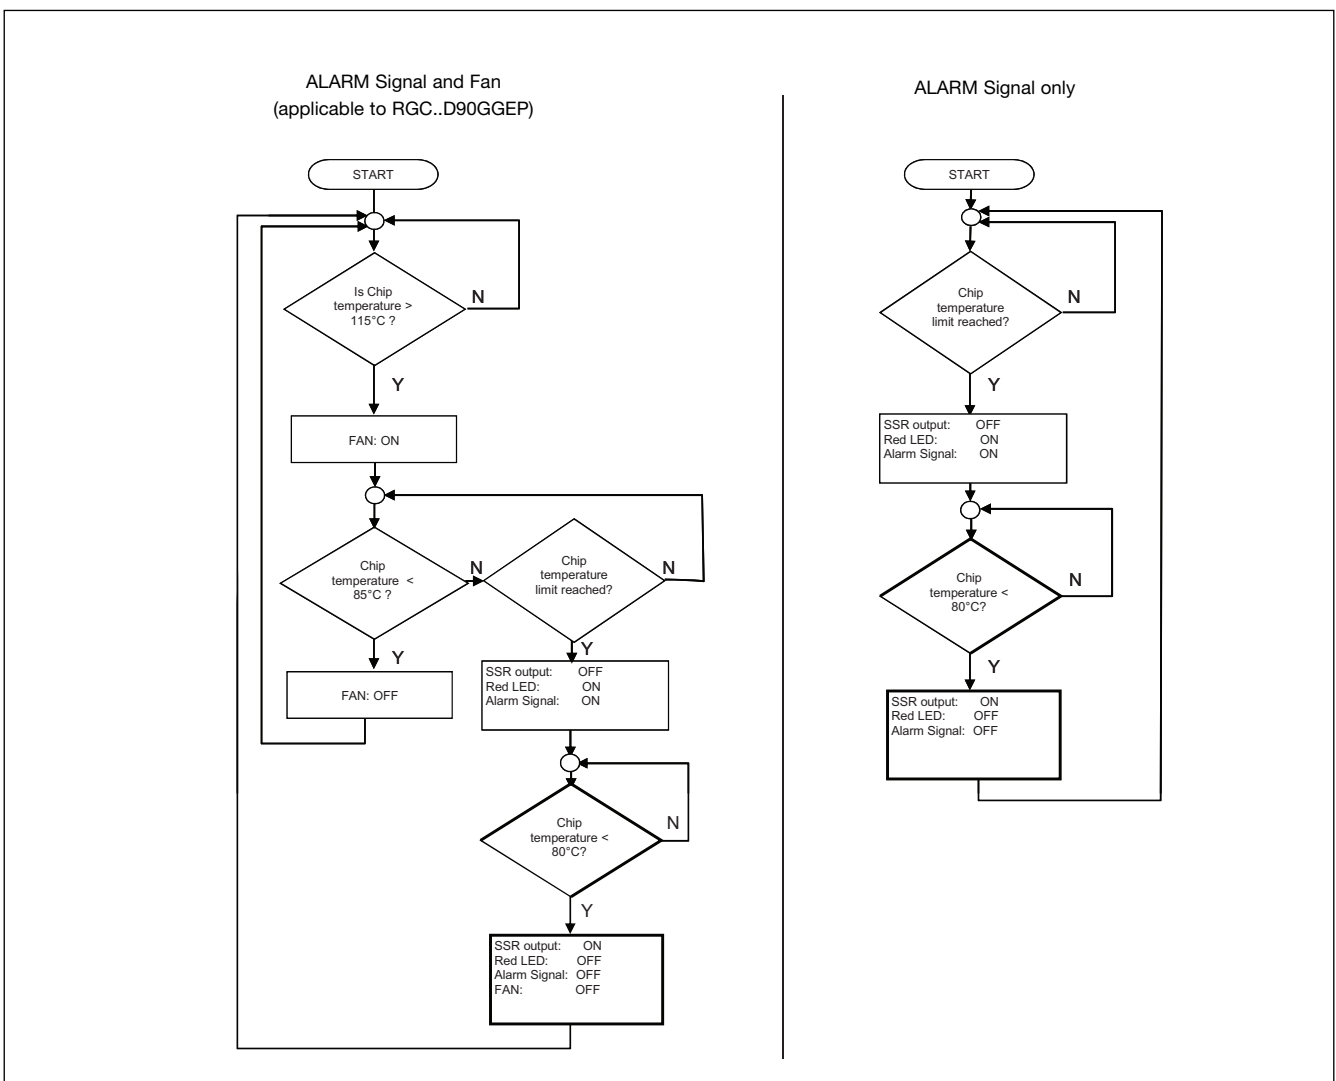 ALARM Signal and Fan
(applicable to RGC..D90GGEP)
START
Is Chip
temperature >
115°C ?
N
Y
FAN: ON
Chip
temperature <
85°C ?
N
Y
FAN: OFF
Chip
temperature
limit reached?
N
Y
SSR output: OFF
Red LED: ON
Alarm Signal: ON
Chip
temperature <
80°C?
N
Y
SSR output: ON
Red LED: OFF
Alarm Signal: OFF
FAN: OFF
ALARM Signal only
START
Chip
temperature
limit reached?
N
Y
SSR output: OFF
Red LED: ON
Alarm Signal: ON
Chip
temperature <
80°C?
N
Y
SSR output: ON
Red LED: OFF
Alarm Signal: OFF